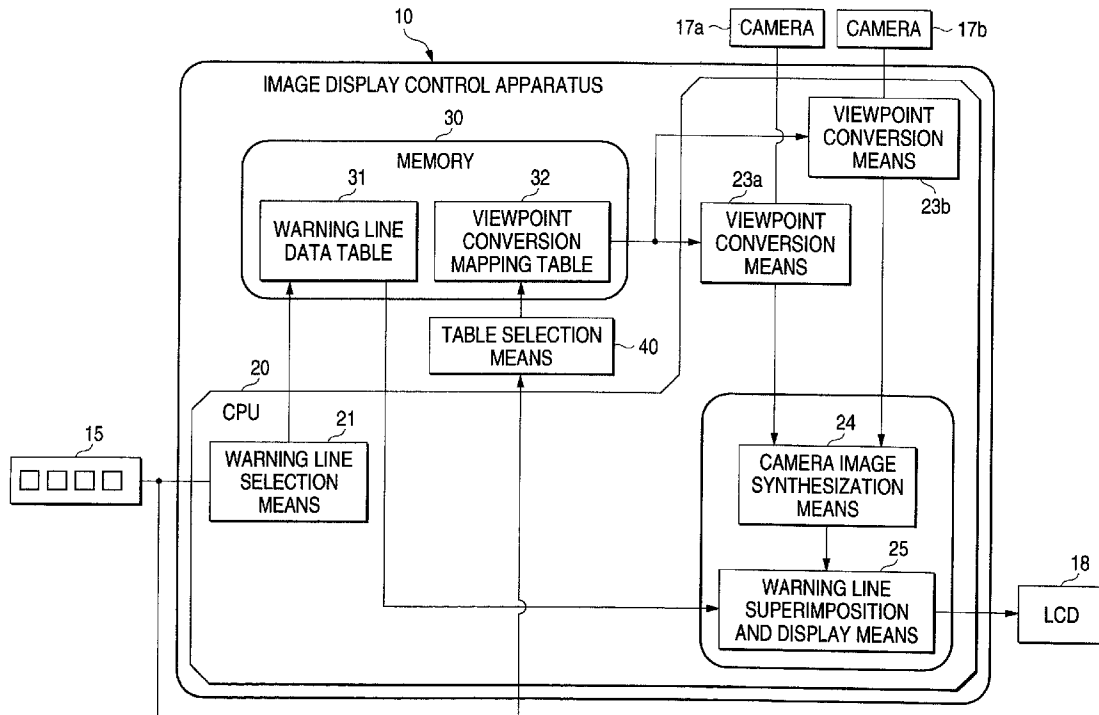 17a
CAMERA
CAMERA
17b
10
IMAGE DISPLAY CONTROL APPARATUS
30
MEMORY
VIEWPOINT
CONVERSION
MEANS
23b
31
WARNING LINE
DATA TABLE
32
VIEWPOINT
CONVERSION
MAPPING TABLE
23a
VIEWPOINT
CONVERSION
MEANS
TABLE SELECTION
MEANS
40
20
CPU
15
21
WARNING LINE
SELECTION
MEANS
24
CAMERA IMAGE
SYNTHESIZATION
MEANS
25
WARNING LINE
SUPERIMPOSITION
AND DISPLAY MEANS
18
LCD